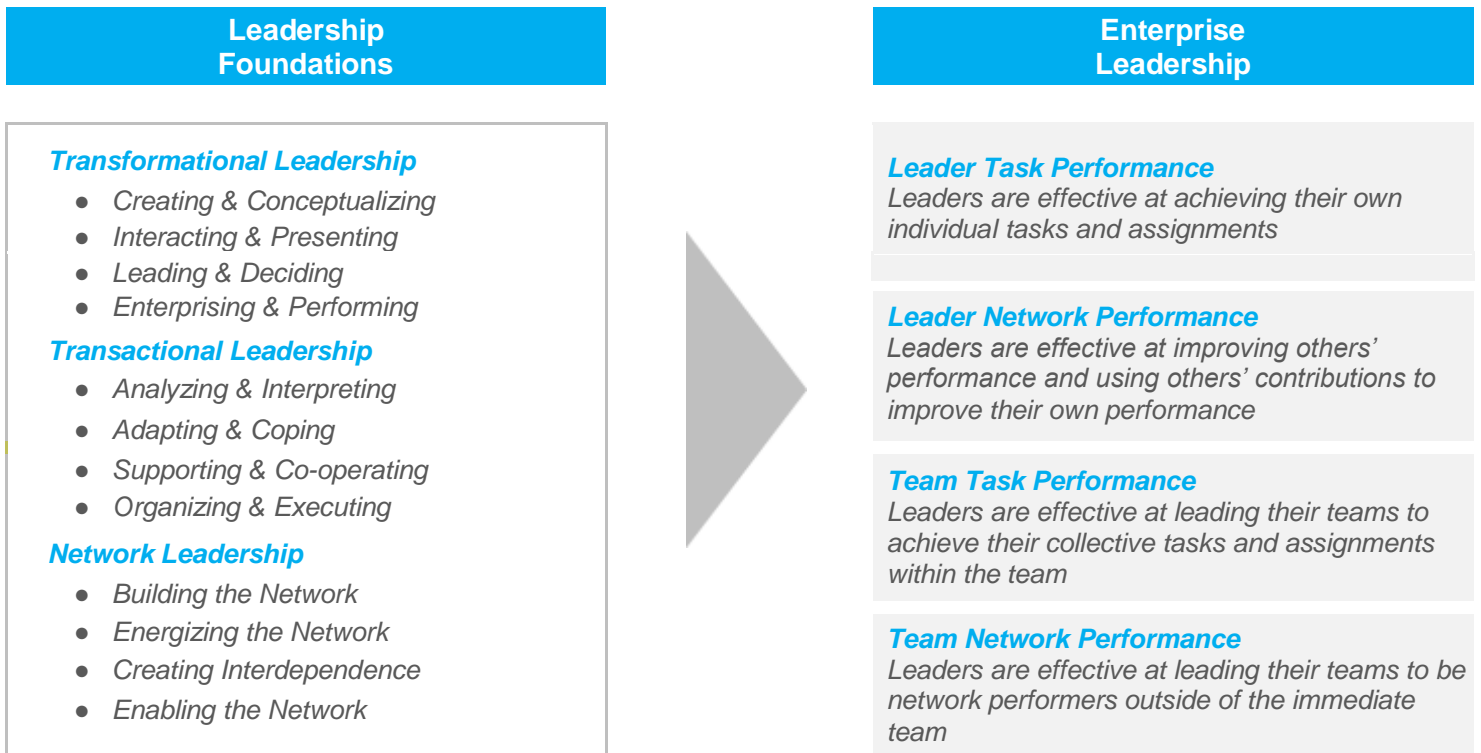 Leadership
Foundations
Transformational Leadership
● Creating & Conceptualizing
● Interacting & Presenting
● Leading & Deciding
● Enterprising & Performing
Transactional Leadership
● Analyzing & Interpreting
● Adapting & Coping
● Supporting & Co-operating
● Organizing & Executing
Network Leadership
● Building the Network
● Energizing the Network
● Creating Interdependence
● Enabling the Network
Enterprise
Leadership
Leader Task Performance
Leaders are effective at achieving their own
individual tasks and assignments
Leader Network Performance
Leaders are effective at improving others’
performance and using others’ contributions to
improve their own performance
Team Task Performance
Leaders are effective at leading their teams to
achieve their collective tasks and assignments
within the team
Team Network Performance
Leaders are effective at leading their teams to be
network performers outside of the immediate
team